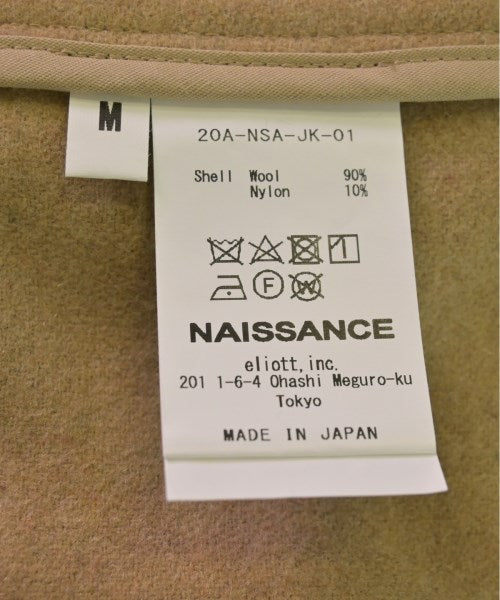 M
20A-NSA-JK-01
Shell Wool 90%
Nylon 10%
F W
NAISSANCE
eliott, inc.
201 1-6-4 Ohashi Meguro-ku
Tokyo
MADE IN JAPAN